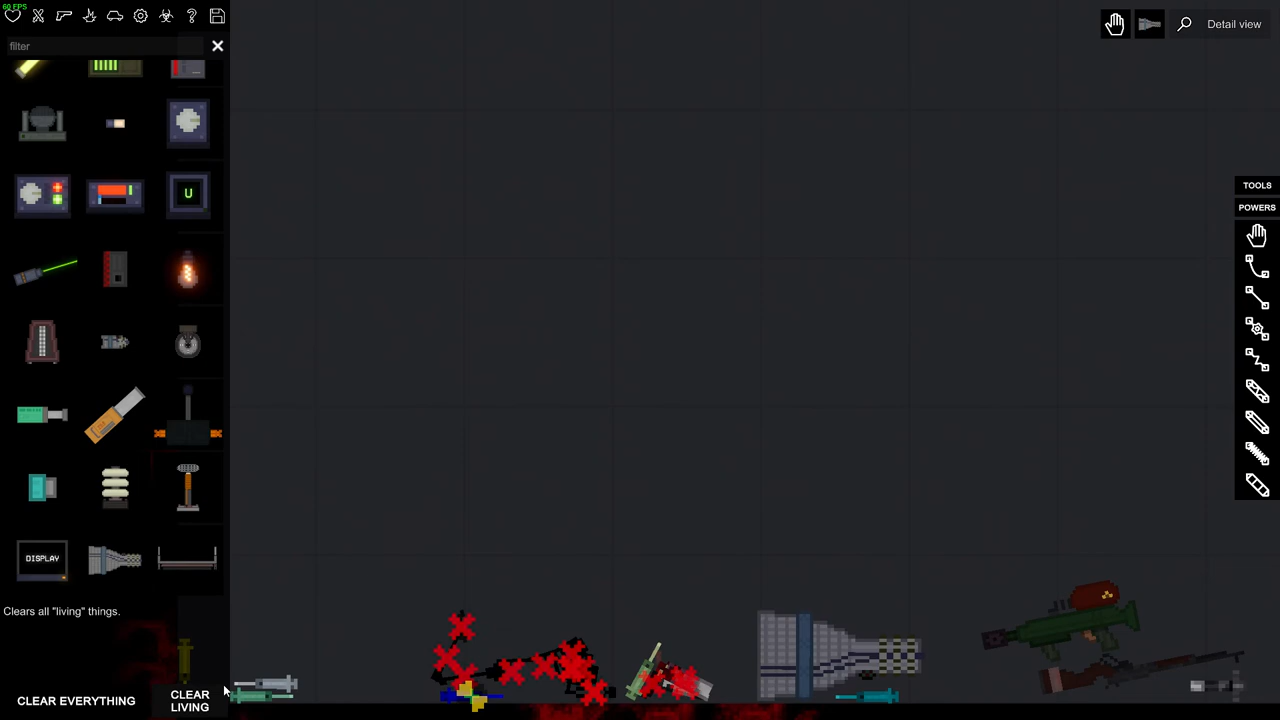 60 FPS
filter
Detail view
U
TOOLS
POWERS
DISPLAY
Clears all "living" things.
CLEAR EVERYTHING
CLEAR
LIVING